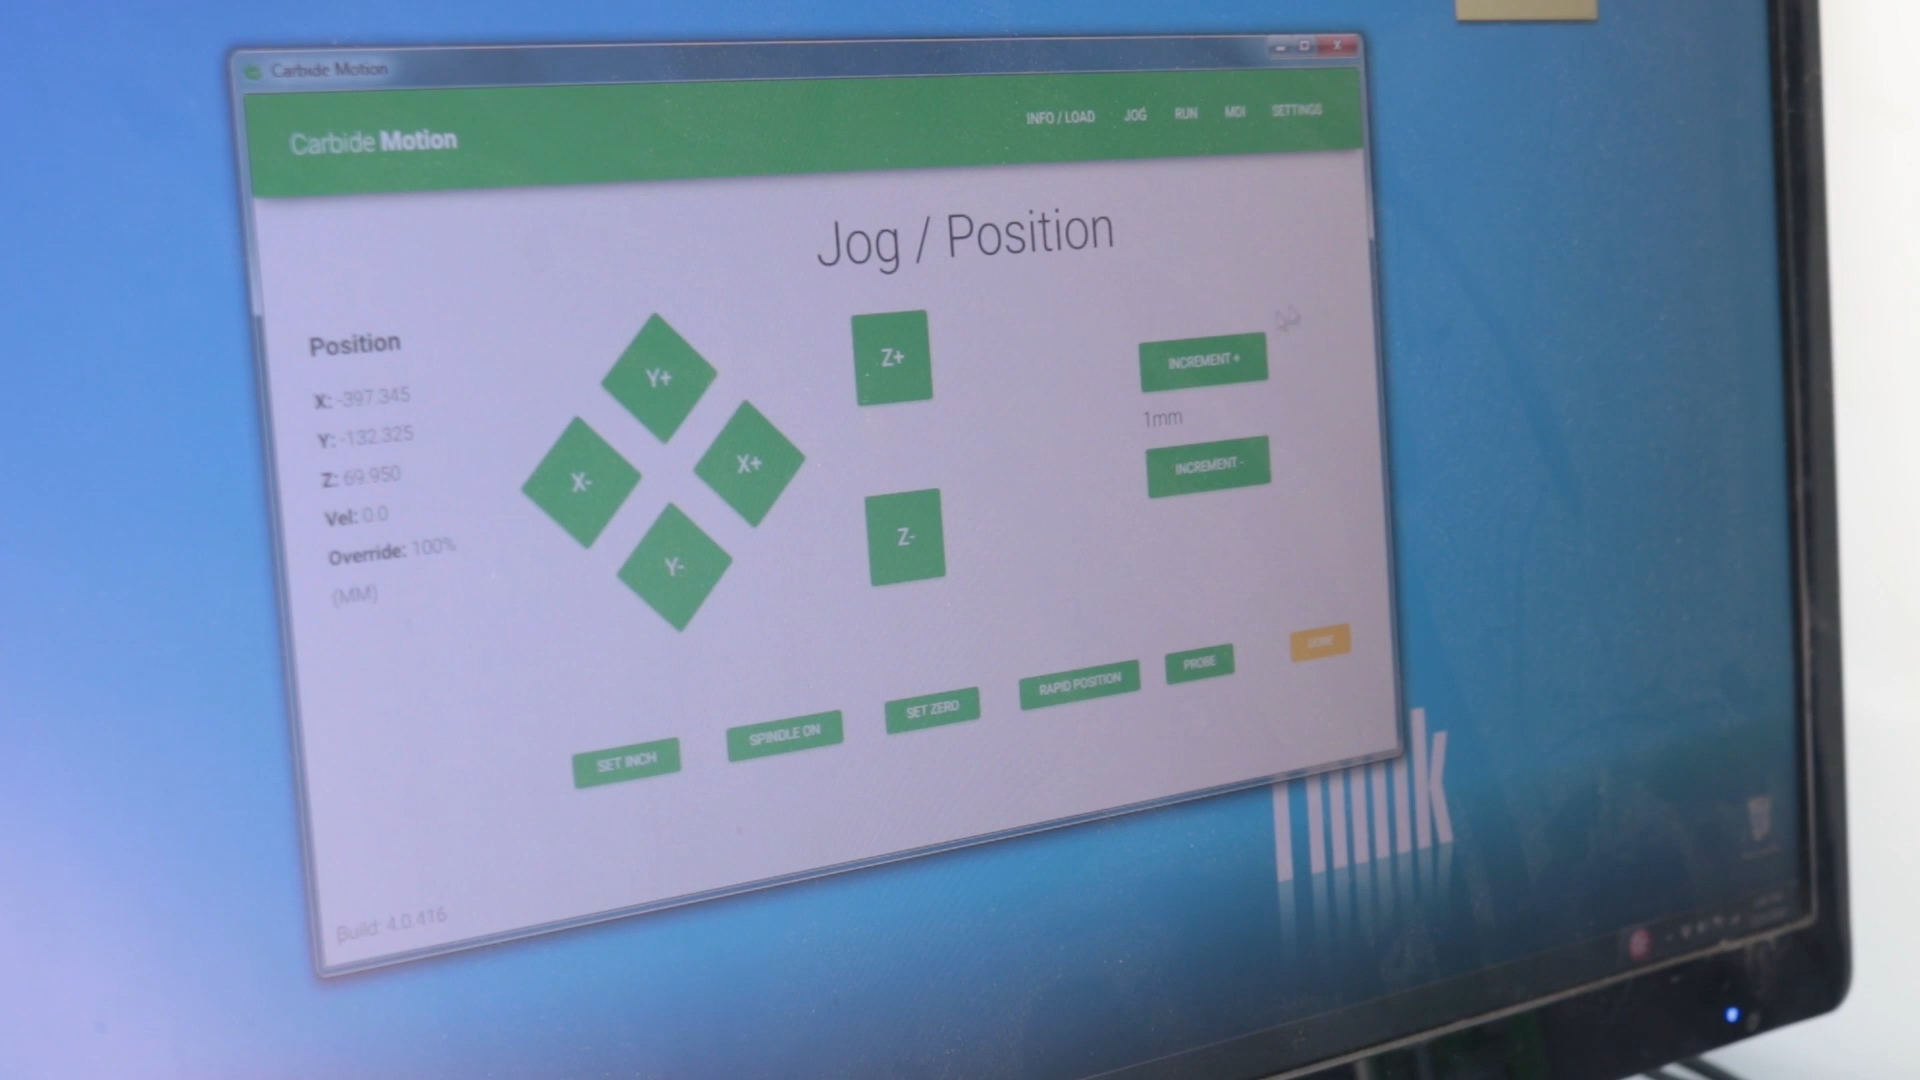 Carbide Motion
Carbide Motion
INFO / LOAD JOG RUN MDI SETTINGS
Jog / Position
Position
X: -397.345
Y: -132.325
Z: 69.950
Vel: 0.0
Override: 100%
(MM)
Y+
X-
X+
Y-
Z+
Z-
INCREMENT +
1mm
INCREMENT -
SET INCH
SPINDLE ON
SET ZERO
RAPID POSITION
PROBE
DONE
Build: 4.0.416